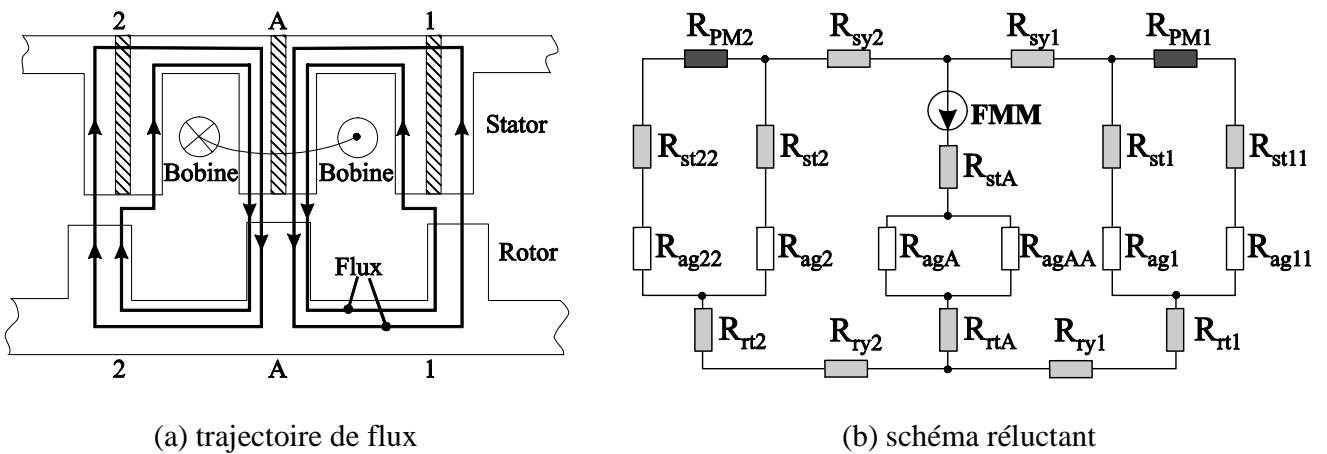 2 A 1
Stator
Bobine Bobine
Rotor
Flux
2 A 1
(a) trajectoire de flux
R_PM2 R_sy2 R_sy1 R_PM1
FMM
R_st22 R_st2 R_stA R_st1 R_st11
R_ag22 R_ag2 R_agA R_agAA R_ag1 R_ag11
R_rt2 R_ry2 R_rtA R_ry1 R_rt1
(b) schéma réluctant